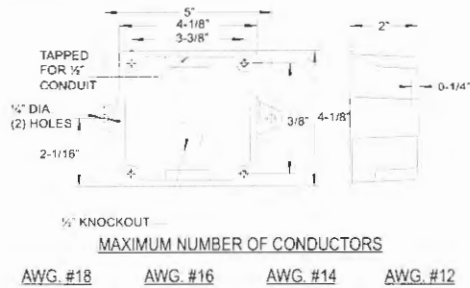 5"
4-1/8"
3-3/8"
2"
TAPPED
FOR ½"
CONDUIT
0-1/4"
¼" DIA
(2) HOLES
3/8"
4-1/8"
2-1/16"
½" KNOCKOUT
MAXIMUM NUMBER OF CONDUCTORS
AWG. #18 AWG. #16 AWG. #14 AWG. #12